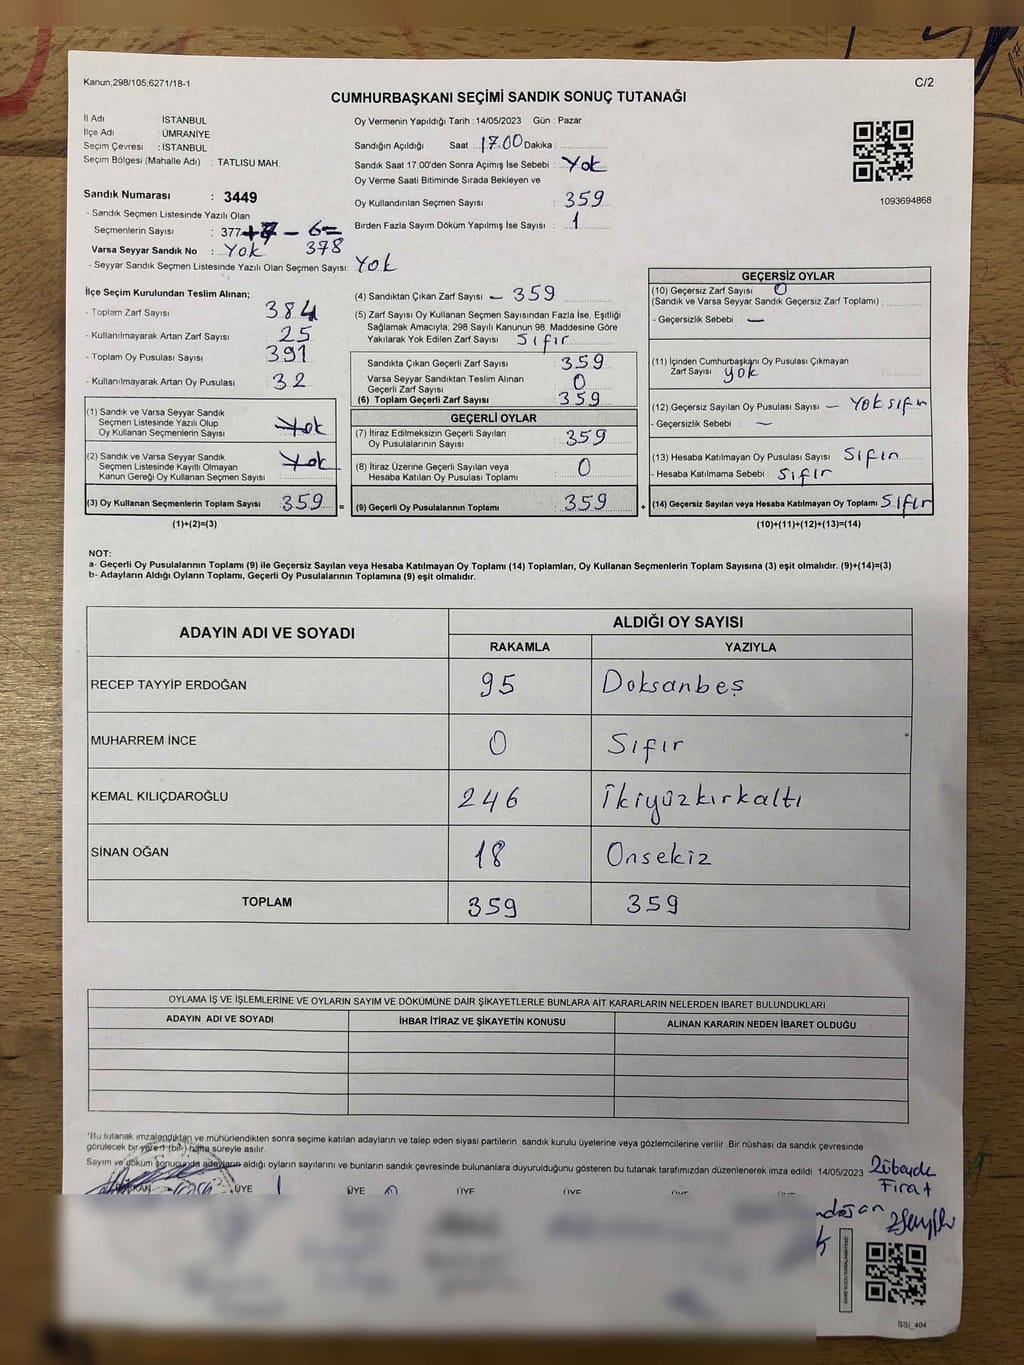 Kanun;298/105;6271/18-1
C/2
CUMHURBAŞKANI SEÇİMİ SANDIK SONUÇ TUTANAĞI
İl Adı : İSTANBUL
İlçe Adı : ÜMRANİYE
Seçim Çevresi : İSTANBUL
Seçim Bölgesi (Mahalle Adı) : TATLISU MAH.
Oy Vermenin Yapıldığı Tarih : 14/05/2023 Gün : Pazar
Sandığın Açıldığı Saat : 17.00 Dakika :
Sandık Saat 17:00'den Sonra Açımış İse Sebebi : Yok
Oy Verme Saati Bitiminde Sırada Bekleyen ve
Oy Kullandırılan Seçmen Sayısı : 359
Birden Fazla Sayım Döküm Yapılmış İse Sayısı : 1
1093694868
Sandık Numarası : 3449
- Sandık Seçmen Listesinde Yazılı Olan
Seçmenlerin Sayısı : 377+7 - 6=
378
Varsa Seyyar Sandık No : Yok
- Seyyar Sandık Seçmen Listesinde Yazılı Olan Seçmen Sayısı: Yok
İlçe Seçim Kurulundan Teslim Alınan;
- Toplam Zarf Sayısı : 384
- Kullanılmayarak Artan Zarf Sayısı : 25
- Toplam Oy Pusulası Sayısı : 391
- Kullanılmayarak Artan Oy Pusulası : 32
(1) Sandık ve Varsa Seyyar Sandık
Seçmen Listesinde Yazılı Olup
Oy Kullanan Seçmenlerin Sayısı : Yok
(2) Sandık ve Varsa Seyyar Sandık
Seçmen Listesinde Kayıtlı Olmayan
Kanun Gereği Oy Kullanan Seçmen Sayısı : Yok
(3) Oy Kullanan Seçmenlerin Toplam Sayısı : 359 =
(1)+(2)=(3)
(4) Sandıktan Çıkan Zarf Sayısı – 359
(5) Zarf Sayısı Oy Kullanan Seçmen Sayısından Fazla İse, Eşitliği
Sağlamak Amacıyla; 298 Sayılı Kanunun 98. Maddesine Göre
Yakılarak Yok Edilen Zarf Sayısı : Sıfır
Sandıkta Çıkan Geçerli Zarf Sayısı : 359
Varsa Seyyar Sandıktan Teslim Alınan
Geçerli Zarf Sayısı : 0
(6) Toplam Geçerli Zarf Sayısı : 359
GEÇERLİ OYLAR
(7) İtiraz Edilmeksizin Geçerli Sayılan
Oy Pusulalarının Sayısı : 359
(8) İtiraz Üzerine Geçerli Sayılan veya
Hesaba Katılan Oy Pusulası Toplamı : 0
(9) Geçerli Oy Pusulalarının Toplamı : 359 +
GEÇERSİZ OYLAR
(10) Geçersiz Zarf Sayısı 0
(Sandık ve Varsa Seyyar Sandık Geçersiz Zarf Toplamı) :
- Geçersizlik Sebebi : —
(11) İçinden Cumhurbaşkanı Oy Pusulası Çıkmayan
Zarf Sayısı yok :
(12) Geçersiz Sayılan Oy Pusulası Sayısı – Yok sıfır
- Geçersizlik Sebebi : —
(13) Hesaba Katılmayan Oy Pusulası Sayısı : Sıfır
- Hesaba Katılmama Sebebi : Sıfır
(14) Geçersiz Sayılan veya Hesaba Katılmayan Oy Toplamı : Sıfır
(10)+(11)+(12)+(13)=(14)
NOT:
a- Geçerli Oy Pusulalarının Toplamı (9) ile Geçersiz Sayılan veya Hesaba Katılmayan Oy Toplamı (14) Toplamları, Oy Kullanan Seçmenlerin Toplam Sayısına (3) eşit olmalıdır. (9)+(14)=(3)
b- Adayların Aldığı Oyların Toplamı, Geçerli Oy Pusulalarının Toplamına (9) eşit olmalıdır.
ADAYIN ADI VE SOYADI ALDIĞI OY SAYISI
RAKAMLA YAZIYLA
RECEP TAYYİP ERDOĞAN 95 Doksanbeş
MUHARREM İNCE 0 Sıfır
KEMAL KILIÇDAROĞLU 246 İkiyüzkırkaltı
SİNAN OĞAN 18 Onsekiz
TOPLAM 359 359
OYLAMA İŞ VE İŞLEMLERİNE VE OYLARIN SAYIM VE DÖKÜMÜNE DAİR ŞİKAYETLERLE BUNLARA AİT KARARLARIN NELERDEN İBARET BULUNDUKLARI
ADAYIN ADI VE SOYADI İHBAR İTİRAZ VE ŞİKAYETİN KONUSU ALINAN KARARIN NEDEN İBARET OLDUĞU
*Bu tutanak imzalandıktan ve mühürlendikten sonra seçime katılan adayların ve talep eden siyasi partilerin sandık kurulu üyelerine veya gözlemcilerine verilir. Bir nüshası da sandık çevresinde
görülecek bir yere 1 (bir) hafta süreyle asılır.
Sayım ve döküm sonucunda adayların aldığı oyların sayılarını ve bunların sandık çevresinde bulunanlara duyurulduğunu gösteren bu tutanak tarafımızdan düzenlenerek imza edildi 14/05/2023
Zübeyde
Fırat
BAŞKAN ÜYE ÜYE ÜYE ÜYE ÜYE ÜYE
SSİ_404